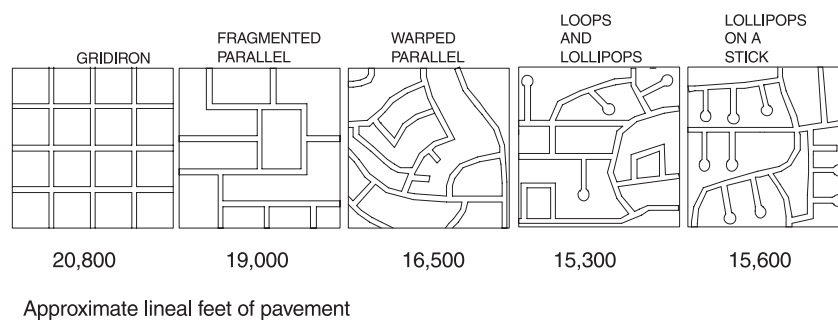 GRIDIRON
FRAGMENTED
PARALLEL
WARPED
PARALLEL
LOOPS
AND
LOLLIPOPS
LOLLIPOPS
ON A
STICK
20,800
19,000
16,500
15,300
15,600
Approximate lineal feet of pavement